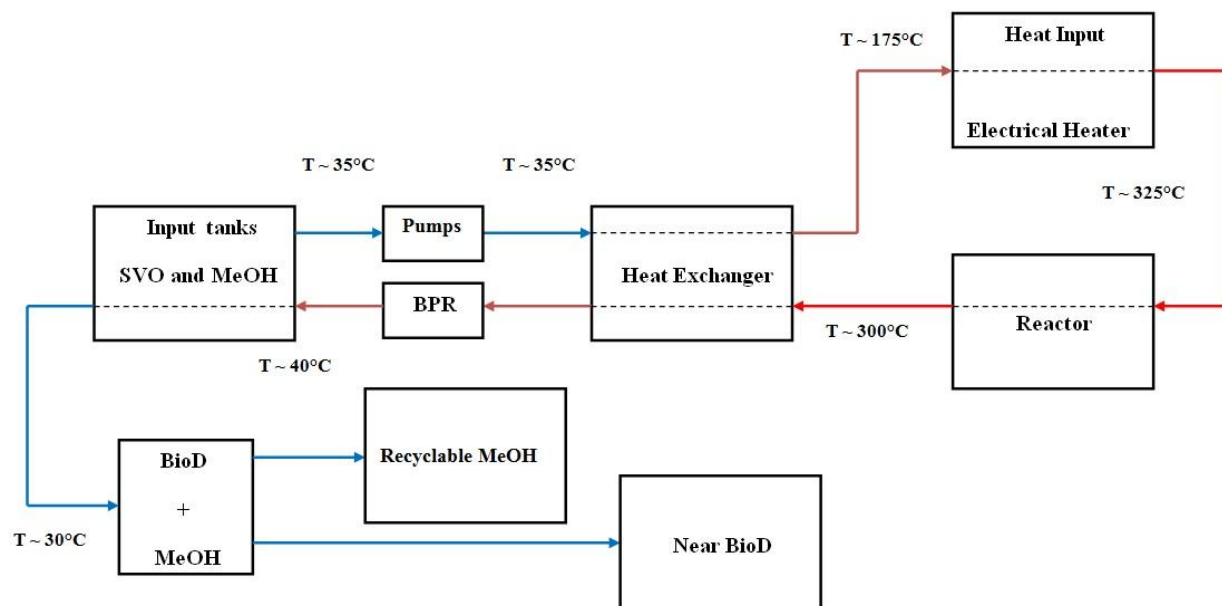 T ~ 175°C
Heat Input
Electrical Heater
T ~ 35°C
T ~ 35°C
T ~ 325°C
Input tanks
SVO and MeOH
Pumps
BPR
Heat Exchanger
Reactor
T ~ 300°C
T ~ 40°C
BioD
+
MeOH
Recyclable MeOH
T ~ 30°C
Near BioD